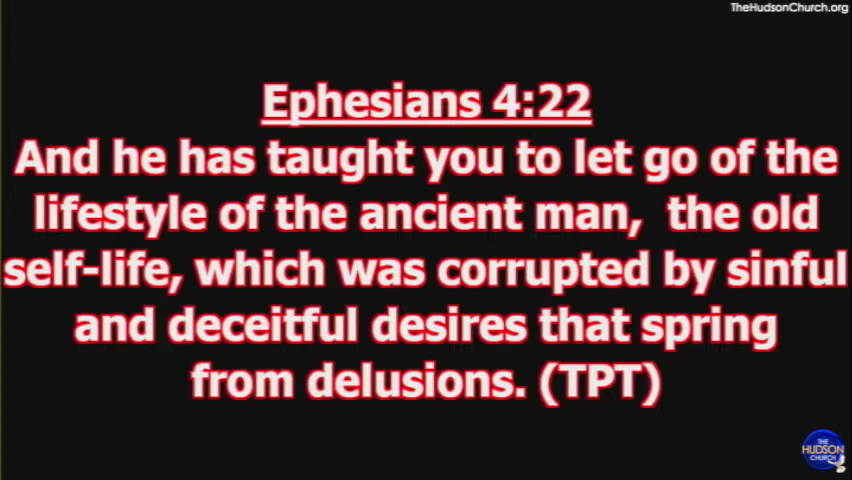 TheHudsonChurch.org
Ephesians 4:22
And he has taught you to let go of the
lifestyle of the ancient man,  the old
self-life, which was corrupted by sinful
and deceitful desires that spring
from delusions. (TPT)
THE
HUDSON
CHURCH